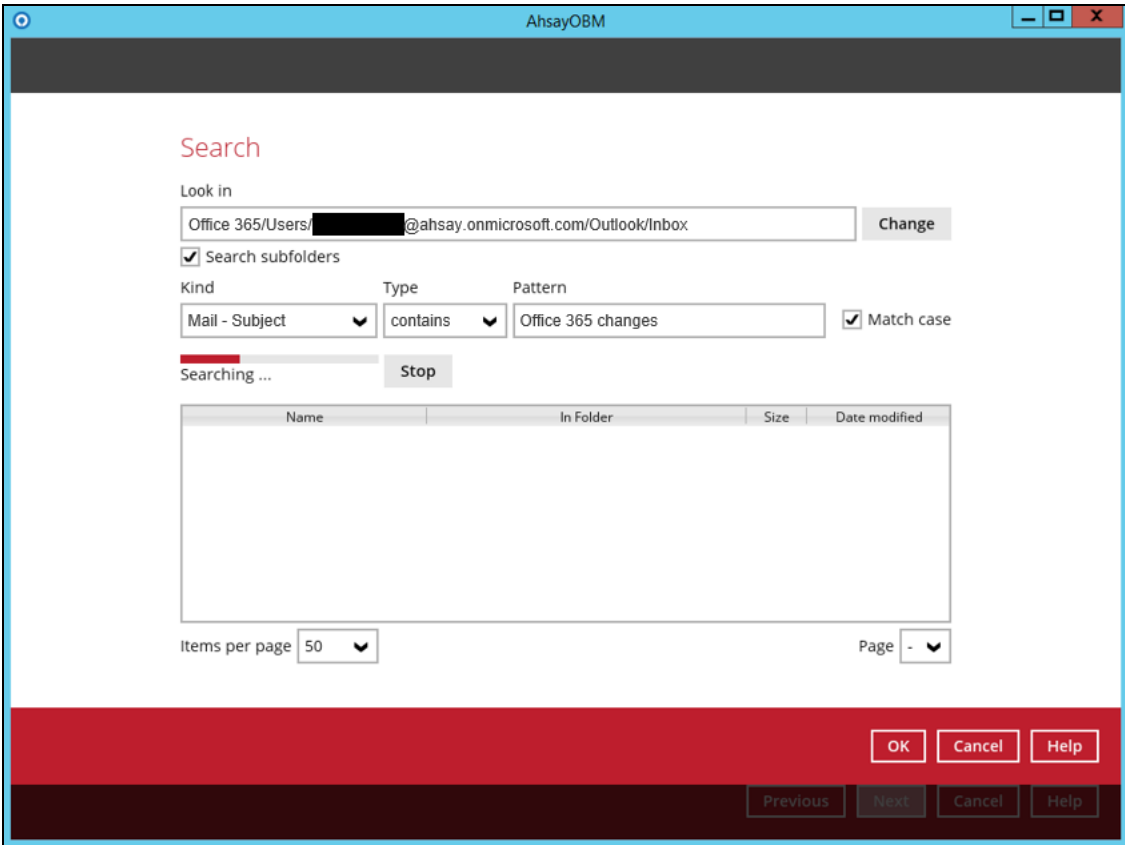 AhsayOBM
Search
Look in
Office 365/Users/ @ahsay.onmicrosoft.com/Outlook/Inbox Change
Search subfolders
Kind Type Pattern
Mail - Subject contains Office 365 changes Match case
Searching ... Stop
Name In Folder Size Date modified
Items per page 50 Page -
OK Cancel Help
Previous Next Cancel Help